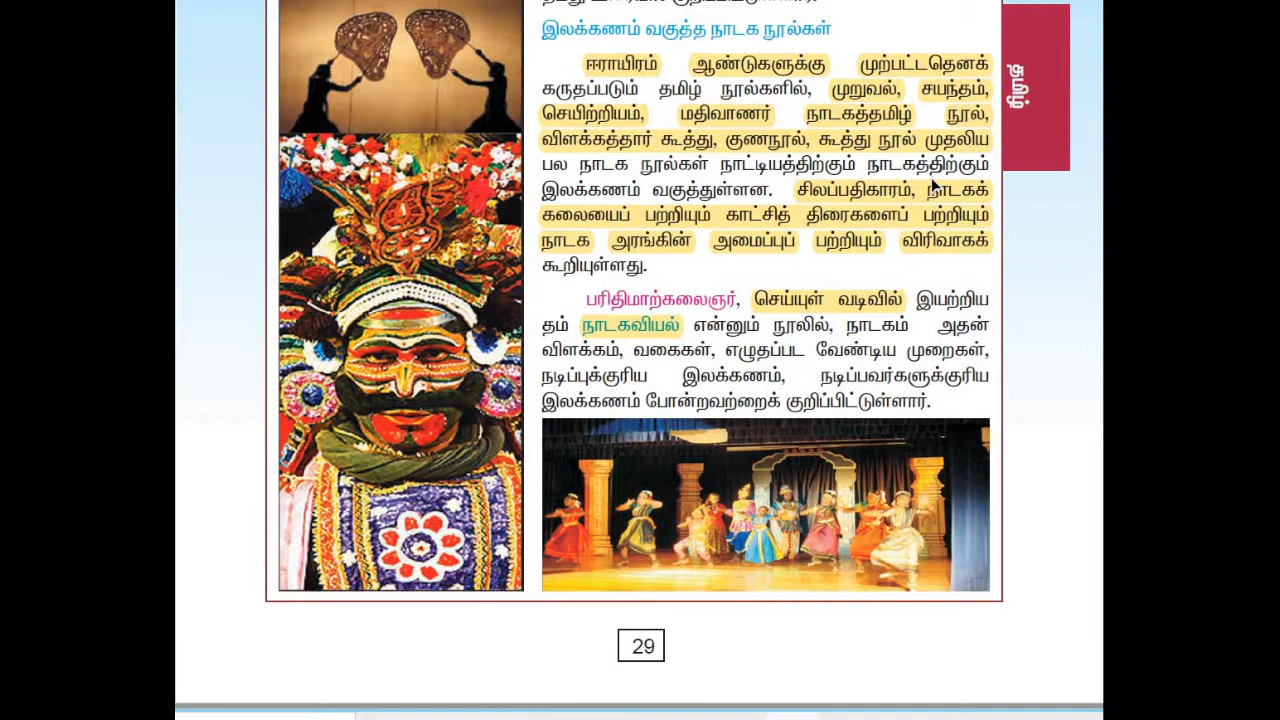 இலக்கணம் வகுத்த நாடக நூல்கள்
ஈராயிரம் ஆண்டுகளுக்கு முற்பட்டதெனக்
கருதப்படும் தமிழ் நூல்களில், முறுவல், சயந்தம்,
செயிற்றியம், மதிவாணர் நாடகத்தமிழ் நூல்,
விளக்கத்தார் கூத்து, குணநூல், கூத்து நூல் முதலிய
பல நாடக நூல்கள் நாட்டியத்திற்கும் நாடகத்திற்கும்
இலக்கணம் வகுத்துள்ளன. சிலப்பதிகாரம், நாடகக்
கலையைப் பற்றியும் காட்சித் திரைகளைப் பற்றியும்
நாடக அரங்கின் அமைப்புப் பற்றியும் விரிவாகக்
கூறியுள்ளது.
பரிதிமாற்கலைஞர், செய்யுள் வடிவில் இயற்றிய
தம் நாடகவியல் என்னும் நூலில், நாடகம் அதன்
விளக்கம், வகைகள், எழுதப்பட வேண்டிய முறைகள்,
நடிப்புக்குரிய இலக்கணம், நடிப்பவர்களுக்குரிய
இலக்கணம் போன்றவற்றைக் குறிப்பிட்டுள்ளார்.
தமிழ்
29